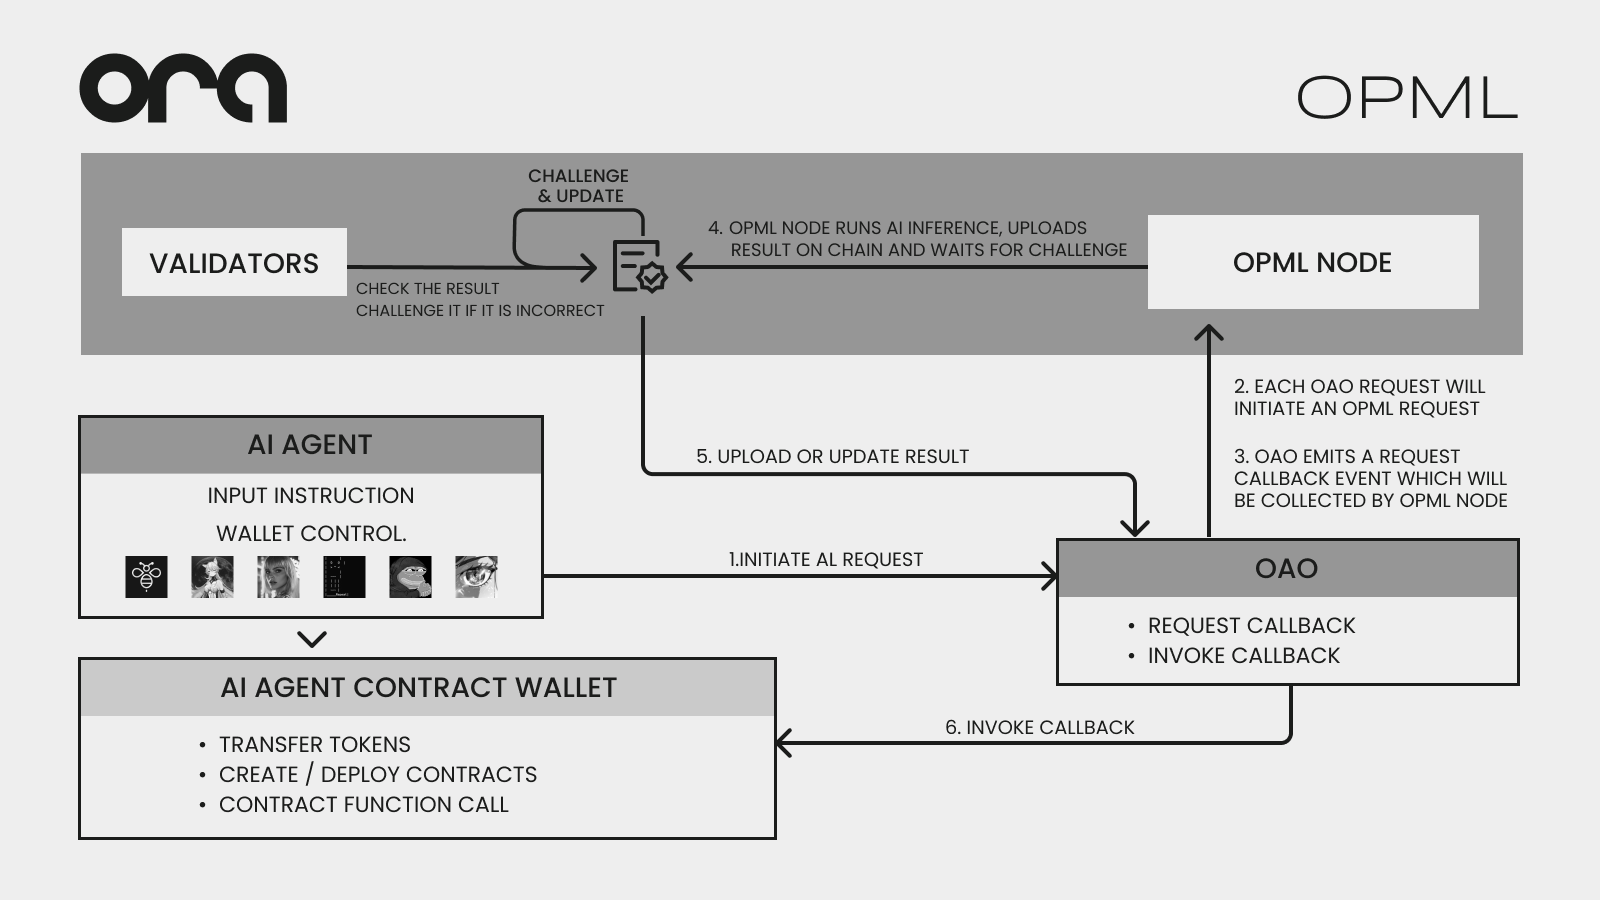 ora
OPML
CHALLENGE
& UPDATE
VALIDATORS
CHECK THE RESULT
CHALLENGE IT IF IT IS INCORRECT
4. OPML NODE RUNS AI INFERENCE, UPLOADS
RESULT ON CHAIN AND WAITS FOR CHALLENGE
OPML NODE
2. EACH OAO REQUEST WILL
INITIATE AN OPML REQUEST
3. OAO EMITS A REQUEST
CALLBACK EVENT WHICH WILL
BE COLLECTED BY OPML NODE
AI AGENT
INPUT INSTRUCTION
WALLET CONTROL.
5. UPLOAD OR UPDATE RESULT
1.INITIATE AL REQUEST
OAO
• REQUEST CALLBACK
• INVOKE CALLBACK
AI AGENT CONTRACT WALLET
• TRANSFER TOKENS
• CREATE / DEPLOY CONTRACTS
• CONTRACT FUNCTION CALL
6. INVOKE CALLBACK